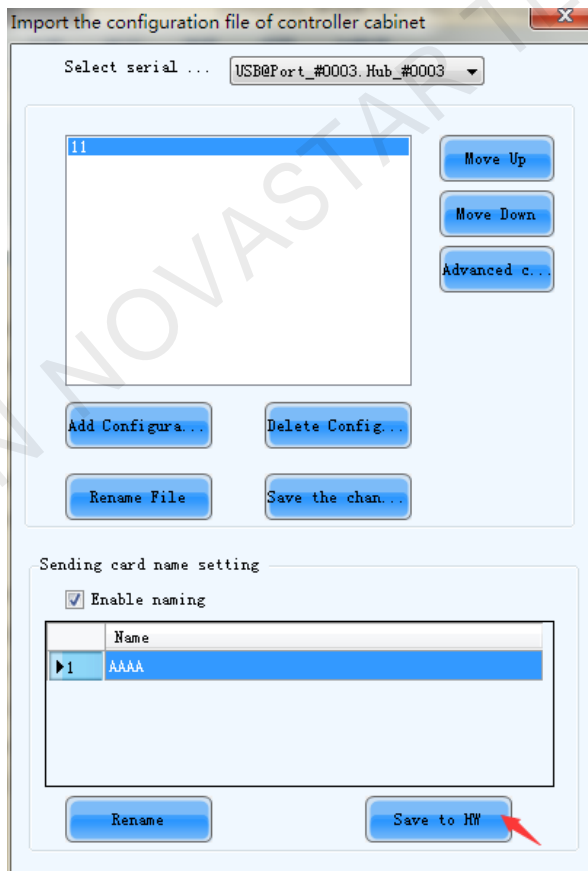 Import the configuration file of controller cabinet
Select serial ... USB@Port_#0003.Hub_#0003
11
Move Up
Move Down
Advanced c...
Add Configura... Delete Config...
Rename File Save the chan...
Sending card name setting
Enable naming
Name
1 AAAA
Rename Save to HW
N NOVASTAR T